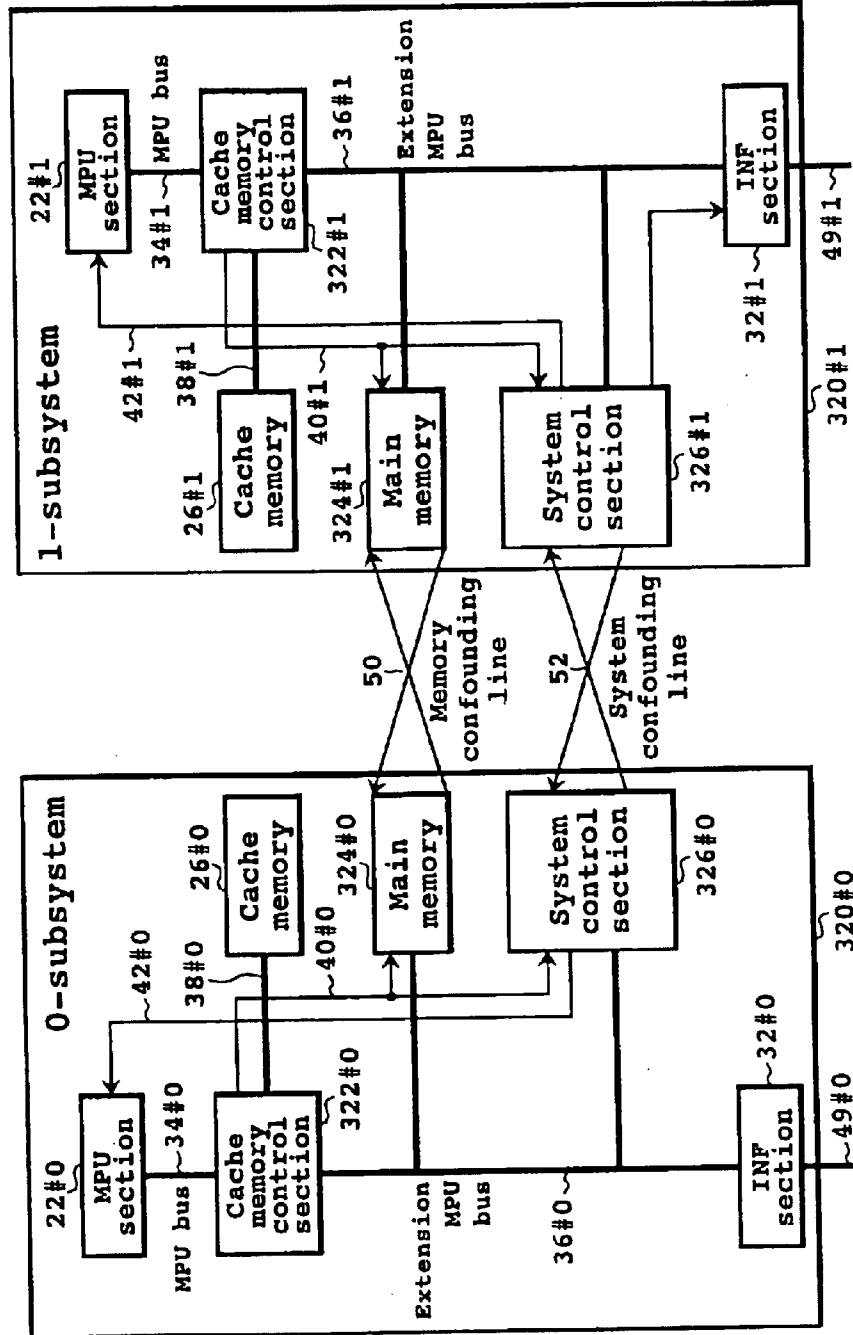 0-subsystem
22#0
MPU
section
34#0
MPU bus
42#0
Cache
memory
control
section
322#0
38#0
26#0
Cache
memory
40#0
324#0
Main
memory
Extension
MPU
bus
36#0
System
control
section
326#0
INF
section
32#0
49#0
320#0
50
Memory
confounding
line
52
System
confounding
line
1-subsystem
22#1
MPU
section
34#1
MPU bus
42#1
Cache
memory
control
section
322#1
38#1
26#1
Cache
memory
40#1
324#1
Main
memory
36#1
Extension
MPU
bus
System
control
section
326#1
INF
section
32#1
49#1
320#1